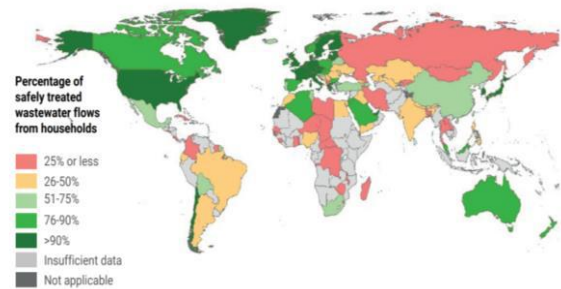 Percentage of
safely treated
wastewater flows
from households
25% or less
26-50%
51-75%
76-90%
>90%
Insufficient data
Not applicable